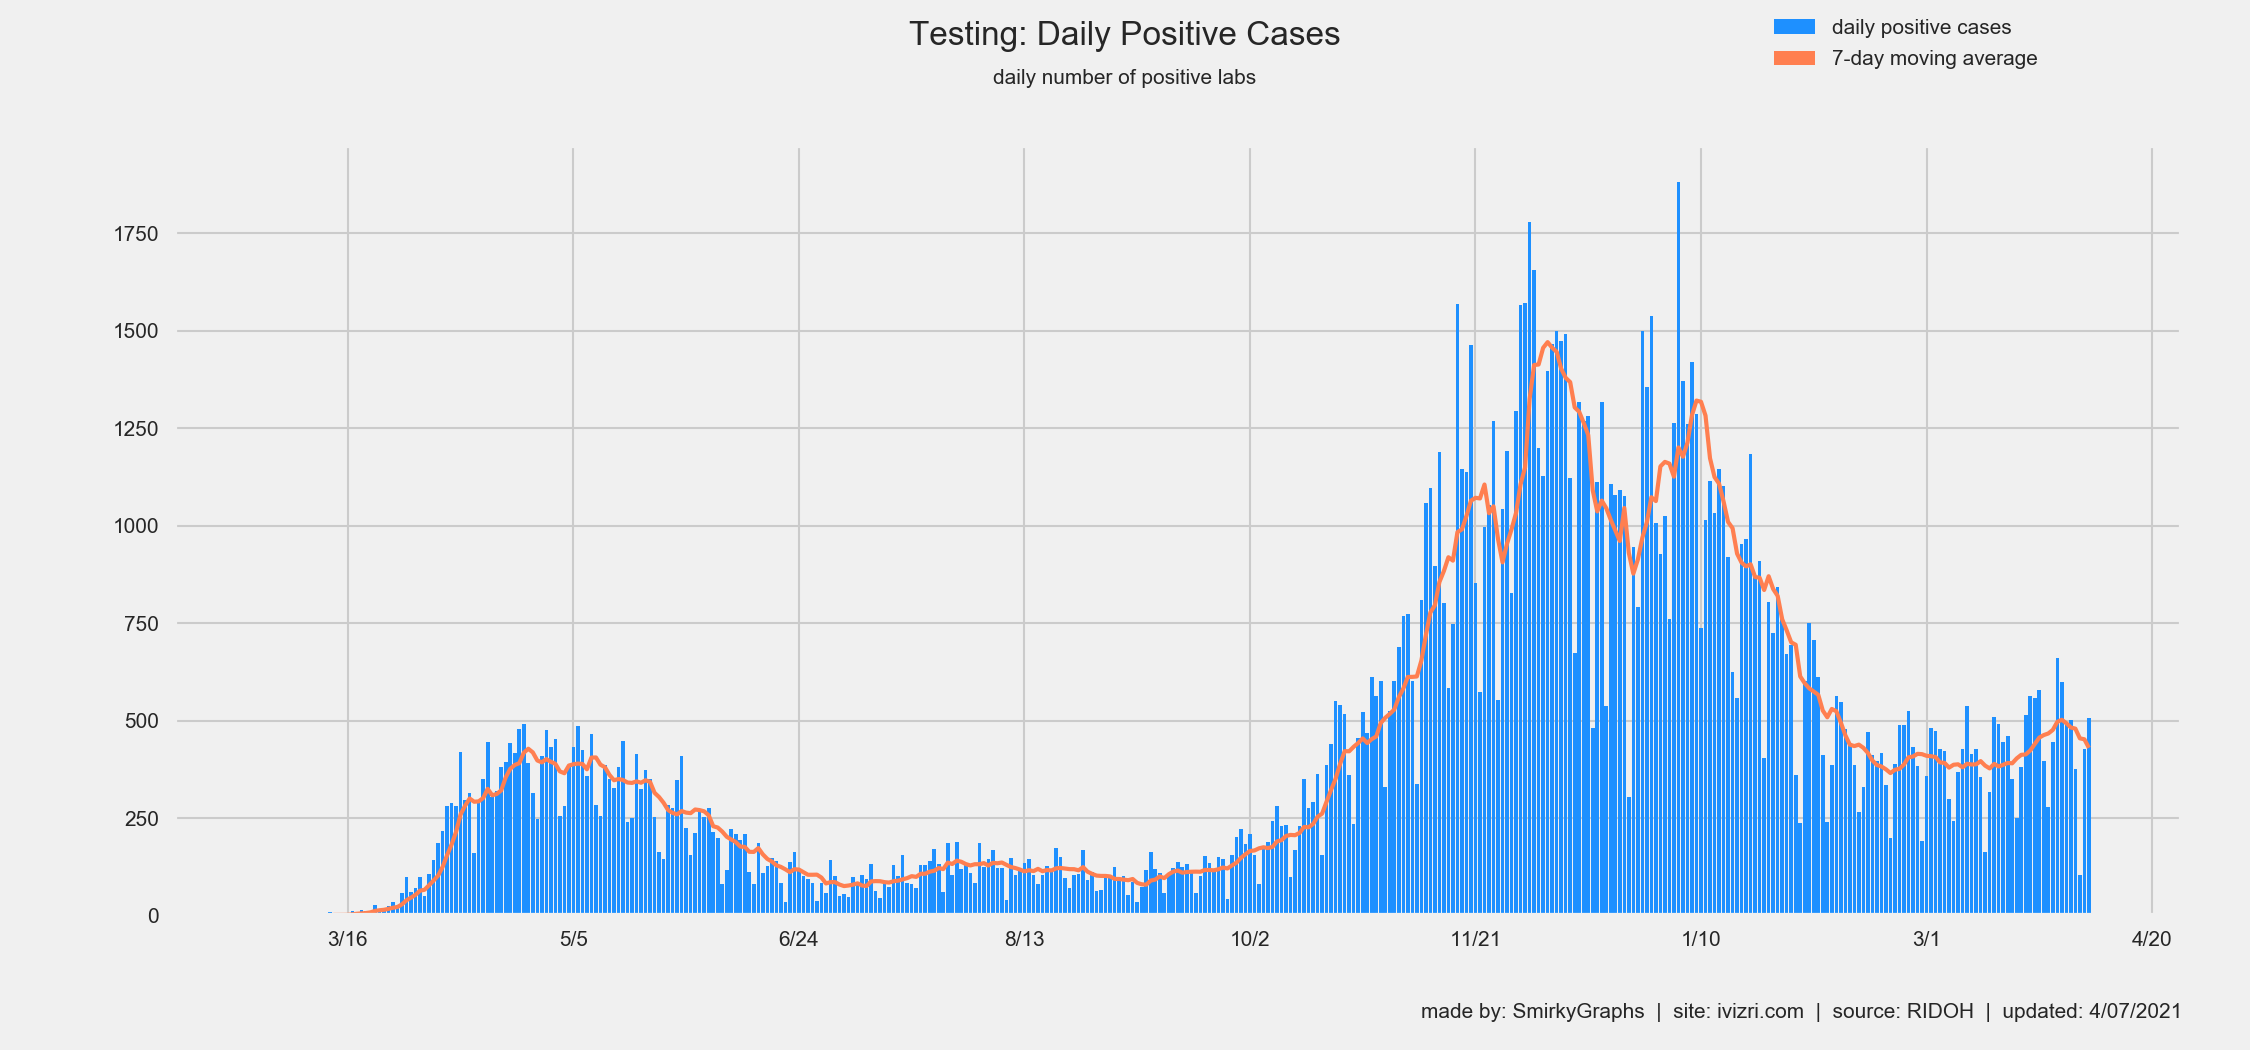 Testing: Daily Positive Cases
daily number of positive labs
daily positive cases
7-day moving average
1750
1500
1250
1000
750
500
250
0
3/16 5/5 6/24 8/13 10/2 11/21 1/10 3/1 4/20
made by: SmirkyGraphs | site: ivizri.com | source: RIDOH | updated: 4/07/2021